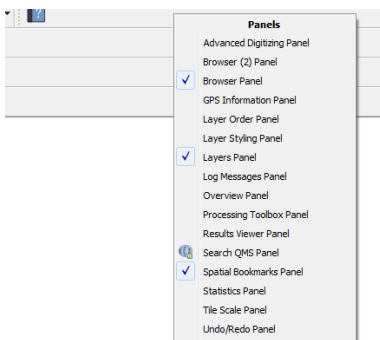 Panels
Advanced Digitizing Panel
Browser (2) Panel
Browser Panel
GPS Information Panel
Layer Order Panel
Layer Styling Panel
Layers Panel
Log Messages Panel
Overview Panel
Processing Toolbox Panel
Results Viewer Panel
Search QMS Panel
Spatial Bookmarks Panel
Statistics Panel
Tile Scale Panel
Undo/Redo Panel